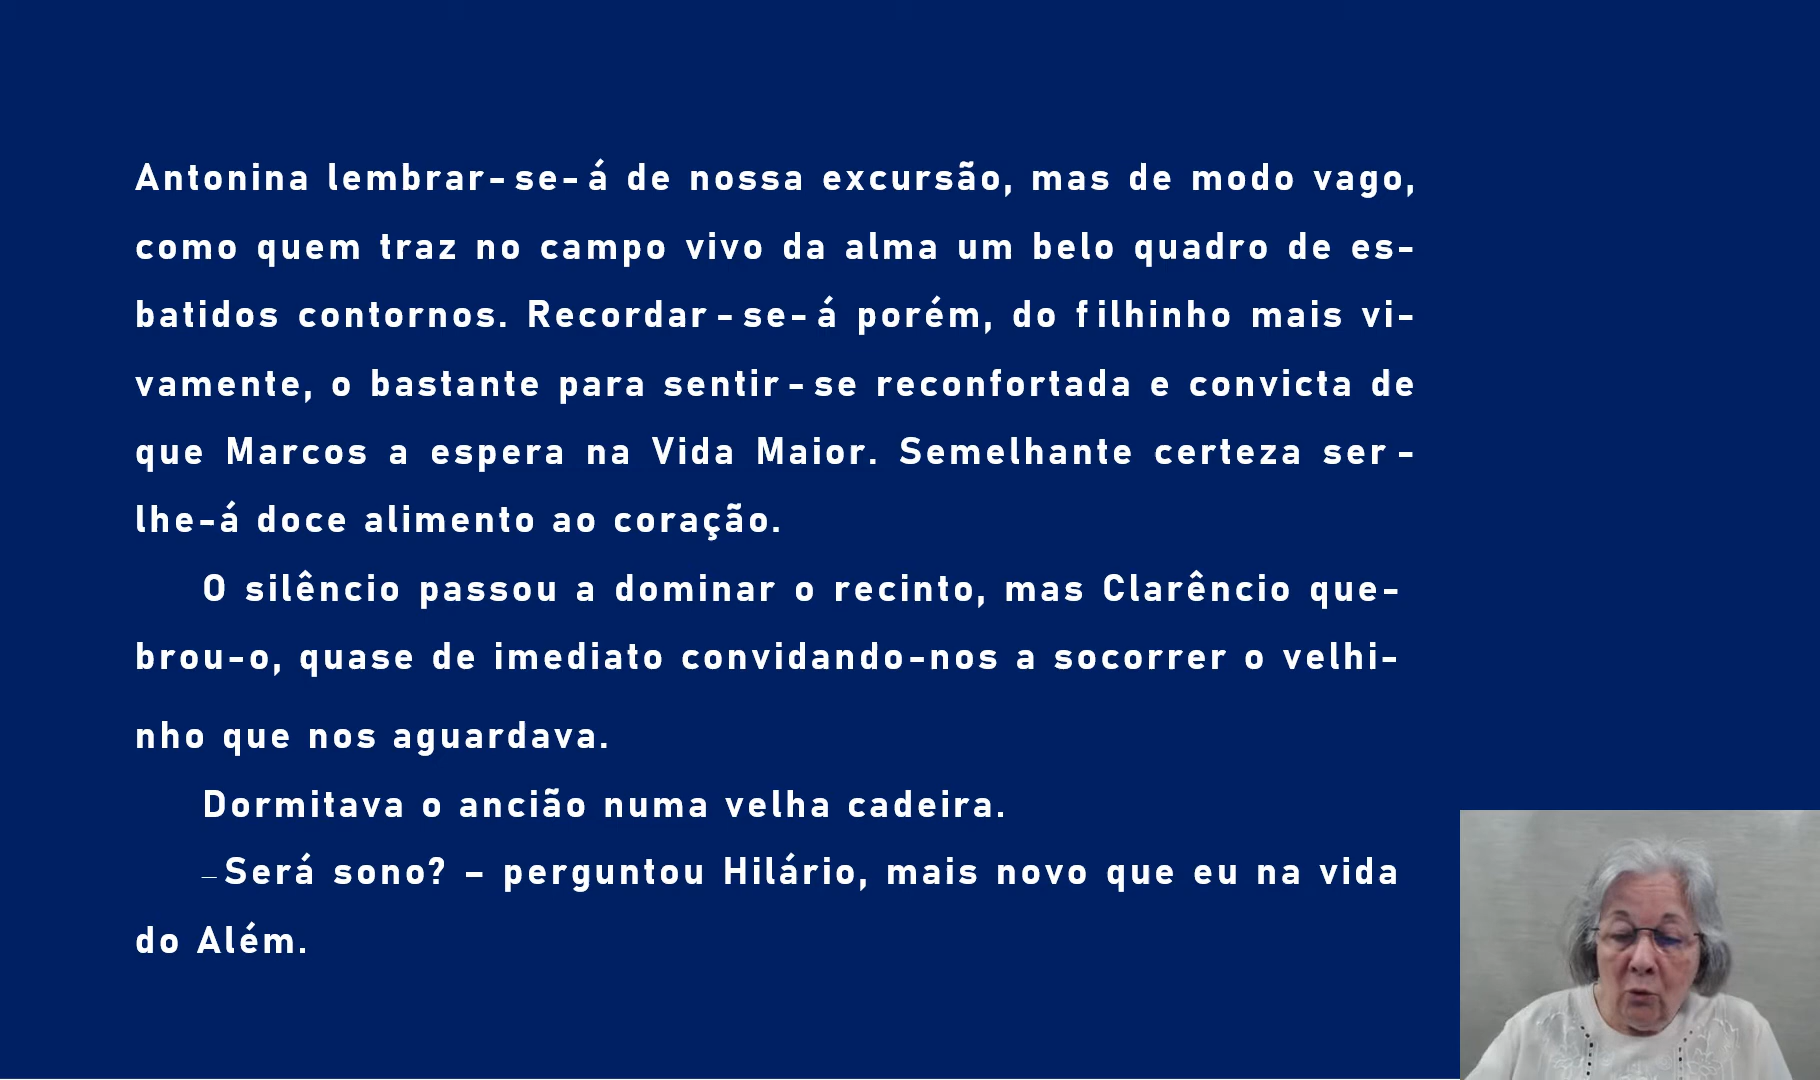 Antonina lembrar-se-á de nossa excursão, mas de modo vago,
como quem traz no campo vivo da alma um belo quadro de es-
batidos contornos. Recordar-se-á porém, do filhinho mais vi-
vamente, o bastante para sentir-se reconfortada e convicta de
que Marcos a espera na Vida Maior. Semelhante certeza ser-
lhe-á doce alimento ao coração.
O silêncio passou a dominar o recinto, mas Clarêncio que-
brou-o, quase de imediato convidando-nos a socorrer o velhi-
nho que nos aguardava.
Dormitava o ancião numa velha cadeira.
–Será sono? – perguntou Hilário, mais novo que eu na vida
do Além.